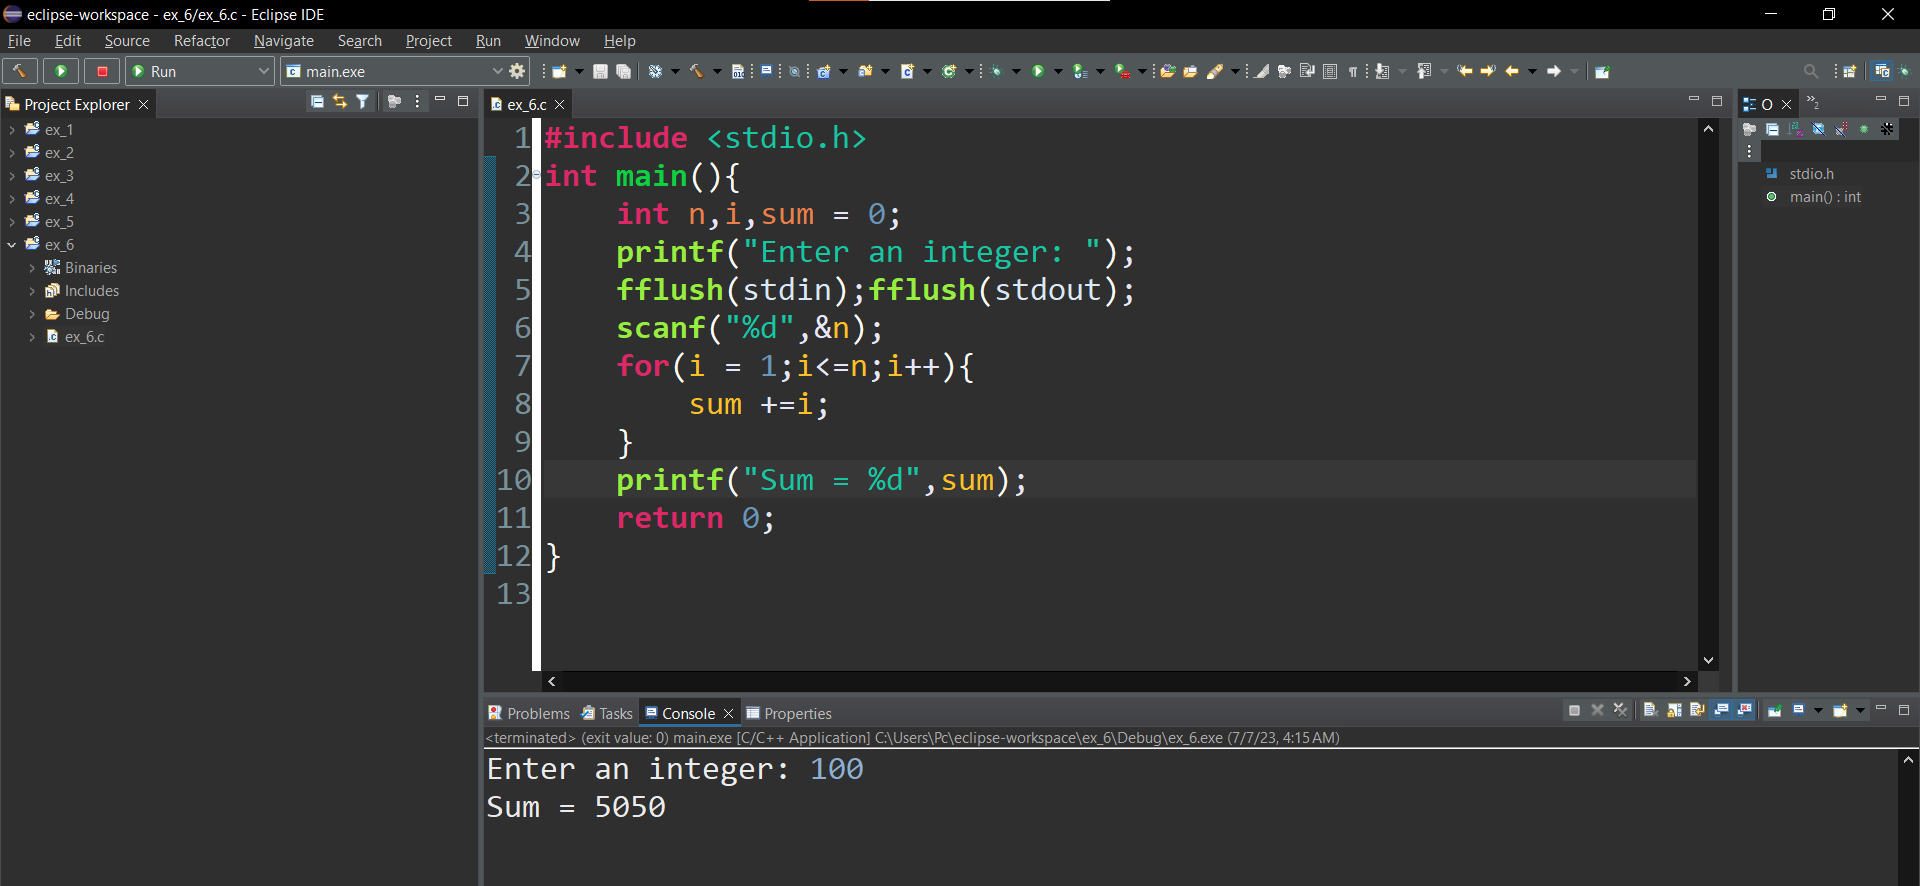 eclipse-workspace - ex_6/ex_6.c - Eclipse IDE
File Edit Source Refactor Navigate Search Project Run Window Help
Run main.exe
Project Explorer
ex_1
ex_2
ex_3
ex_4
ex_5
ex_6
Binaries
Includes
Debug
ex_6.c
ex_6.c
1 #include <stdio.h>
2 int main(){
3 int n,i,sum = 0;
4 printf("Enter an integer: ");
5 fflush(stdin);fflush(stdout);
6 scanf("%d",&n);
7 for(i = 1;i<=n;i++){
8 sum +=i;
9 }
10 printf("Sum = %d",sum);
11 return 0;
12 }
13
O »2
stdio.h
main() : int
Problems Tasks Console Properties
<terminated> (exit value: 0) main.exe [C/C++ Application] C:\Users\Pc\eclipse-workspace\ex_6\Debug\ex_6.exe (7/7/23, 4:15 AM)
Enter an integer: 100
Sum = 5050